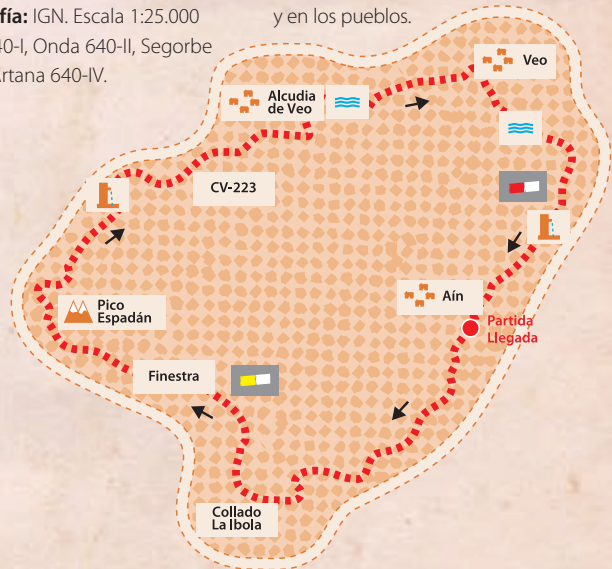 fía: IGN. Escala 1:25.000
40-I, Onda 640-II, Segorbe
Artana 640-IV.
y en los pueblos.
Veo
Alcudia
de Veo
CV-223
Aín
Pico
Espadán
Partida
Llegada
Finestra
Collado
La Ibola